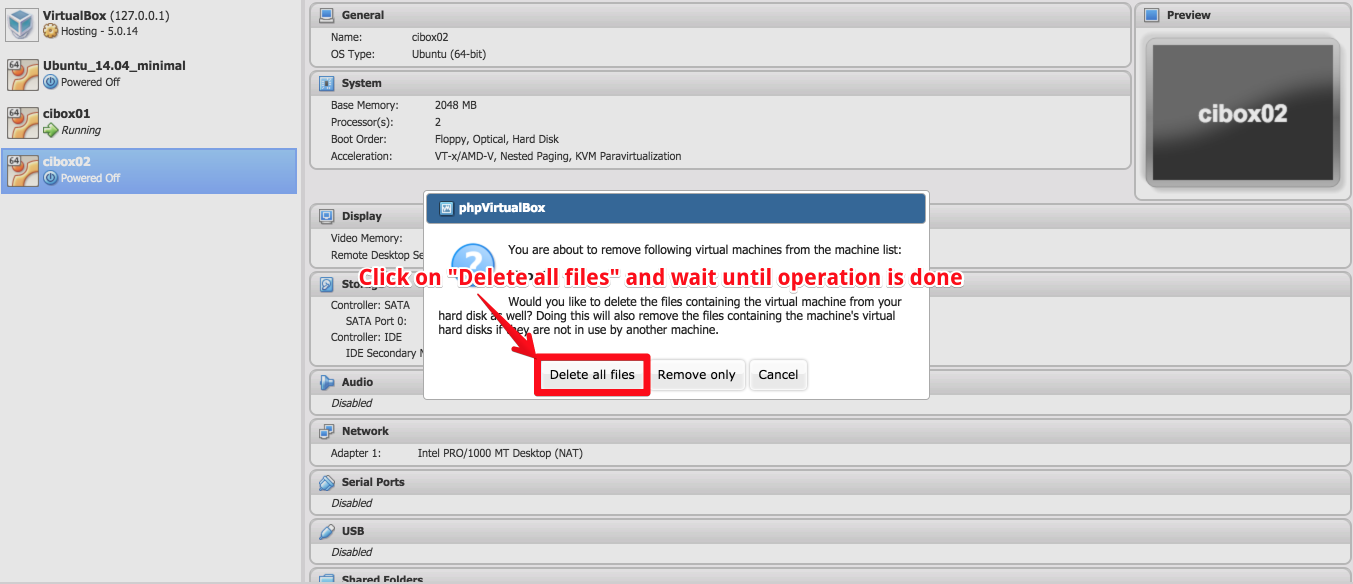 VirtualBox (127.0.0.1)
Hosting - 5.0.14
64
Ubuntu_14.04_minimal
Powered Off
64
cibox01
Running
64
cibox02
Powered Off
General
Name: cibox02
OS Type: Ubuntu (64-bit)
System
Base Memory: 2048 MB
Processor(s): 2
Boot Order: Floppy, Optical, Hard Disk
Acceleration: VT-x/AMD-V, Nested Paging, KVM Paravirtualization
Preview
cibox02
Display
Video Memory:
Remote Desktop Se
Storage
Controller: SATA
SATA Port 0:
Controller: IDE
IDE Secondary
phpVirtualBox
You are about to remove following virtual machines from the machine list:
Click on "Delete all files" and wait until operation is done
Would you like to delete the files containing the virtual machine from your
hard disk as well? Doing this will also remove the files containing the machine's virtual
hard disks if they are not in use by another machine.
Delete all files
Remove only
Cancel
Audio
Disabled
Network
Adapter 1: Intel PRO/1000 MT Desktop (NAT)
Serial Ports
Disabled
USB
Disabled
Shared Folders